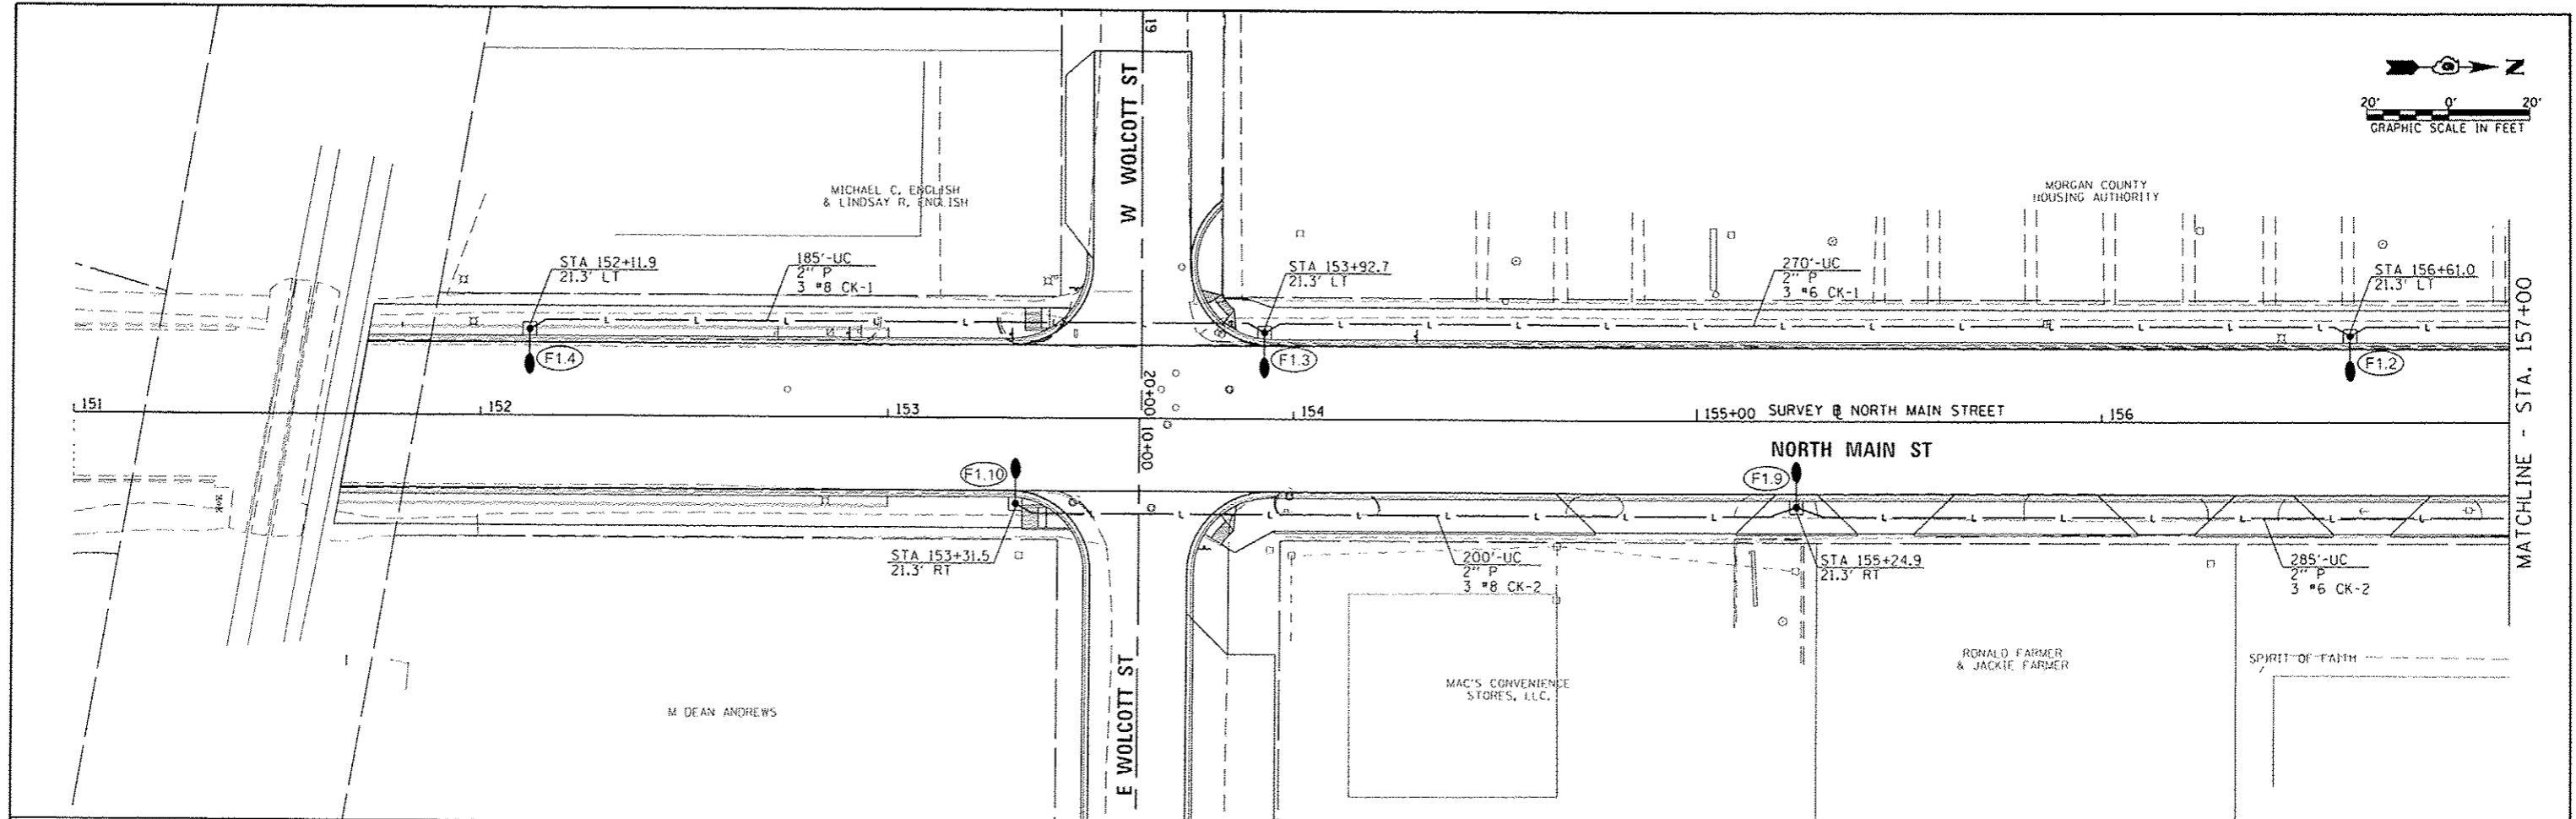 19
W WOLCOTT ST
N
20' 0' 20'
GRAPHIC SCALE IN FEET
MICHAEL C. ENGLISH
& LINDSAY R. ENGLISH
MORGAN COUNTY
HOUSING AUTHORITY
STA 152+11.9
21.3' LT
185'-UC
2" P
3 #8 CK-1
STA 153+92.7
21.3' LT
270'-UC
2" P
3 #6 CK-1
STA 156+61.0
21.3' LT
F1.4
F1.3
F1.2
MATCHLINE - STA. 157+00
151
152
153
20+00
10+00
154
155+00
SURVEY ℄ NORTH MAIN STREET
156
NORTH MAIN ST
F1.10
F1.9
STA 153+31.5
21.3' RT
200'-UC
2" P
3 #8 CK-2
STA 155+24.9
21.3' RT
285'-UC
2" P
3 #6 CK-2
E WOLCOTT ST
M DEAN ANDREWS
MAC'S CONVENIENCE
STORES, LLC.
RONALD FARMER
& JACKIE FARMER
SPIRIT OF FAITH